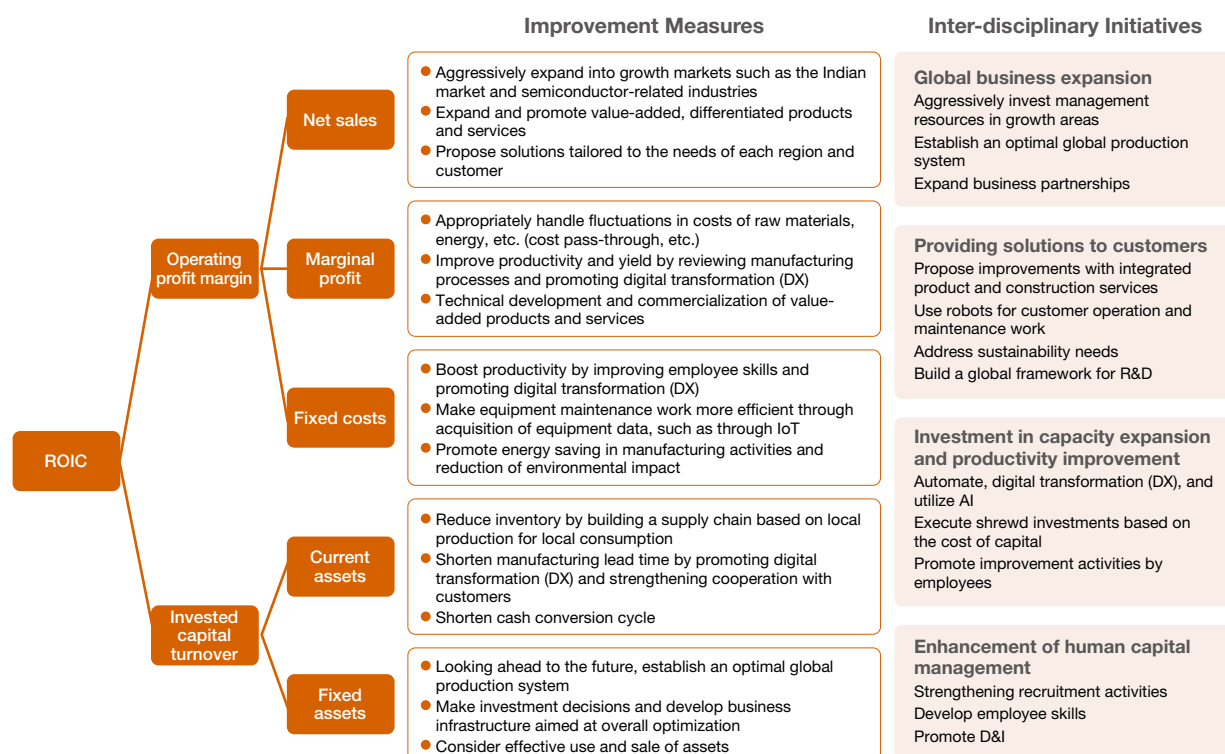 Improvement Measures
Inter-disciplinary Initiatives
ROIC
Operating
profit margin
Invested
capital
turnover
Net sales
● Aggressively expand into growth markets such as the Indian
market and semiconductor-related industries
● Expand and promote value-added, differentiated products
and services
● Propose solutions tailored to the needs of each region and
customer
Marginal
profit
● Appropriately handle fluctuations in costs of raw materials,
energy, etc. (cost pass-through, etc.)
● Improve productivity and yield by reviewing manufacturing
processes and promoting digital transformation (DX)
● Technical development and commercialization of value-
added products and services
Fixed costs
● Boost productivity by improving employee skills and
promoting digital transformation (DX)
● Make equipment maintenance work more efficient through
acquisition of equipment data, such as through IoT
● Promote energy saving in manufacturing activities and
reduction of environmental impact
Current
assets
● Reduce inventory by building a supply chain based on local
production for local consumption
● Shorten manufacturing lead time by promoting digital
transformation (DX) and strengthening cooperation with
customers
● Shorten cash conversion cycle
Fixed
assets
● Looking ahead to the future, establish an optimal global
production system
● Make investment decisions and develop business
infrastructure aimed at overall optimization
● Consider effective use and sale of assets
Global business expansion
Aggressively invest management
resources in growth areas
Establish an optimal global production
system
Expand business partnerships
Providing solutions to customers
Propose improvements with integrated
product and construction services
Use robots for customer operation and
maintenance work
Address sustainability needs
Build a global framework for R&D
Investment in capacity expansion
and productivity improvement
Automate, digital transformation (DX), and
utilize AI
Execute shrewd investments based on
the cost of capital
Promote improvement activities by
employees
Enhancement of human capital
management
Strengthening recruitment activities
Develop employee skills
Promote D&I